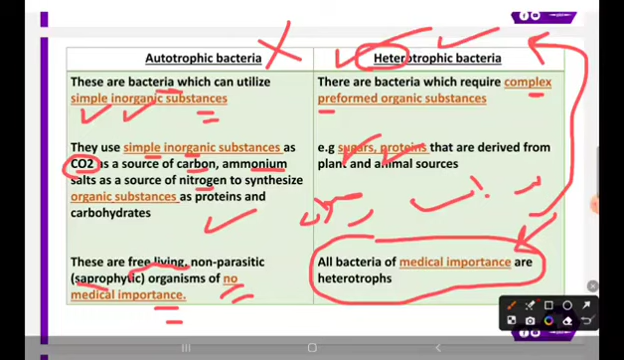 Autotrophic bacteria
Heterotrophic bacteria
These are bacteria which can utilize
simple inorganic substances
There are bacteria which require complex
preformed organic substances
They use simple inorganic substances as
CO2 as a source of carbon, ammonium
salts as a source of nitrogen to synthesize
organic substances as proteins and
carbohydrates
e.g sugars, proteins that are derived from
plant and animal sources
These are free living, non-parasitic
(saprophytic) organisms of no
medical importance.
All bacteria of medical importance are
heterotrophs